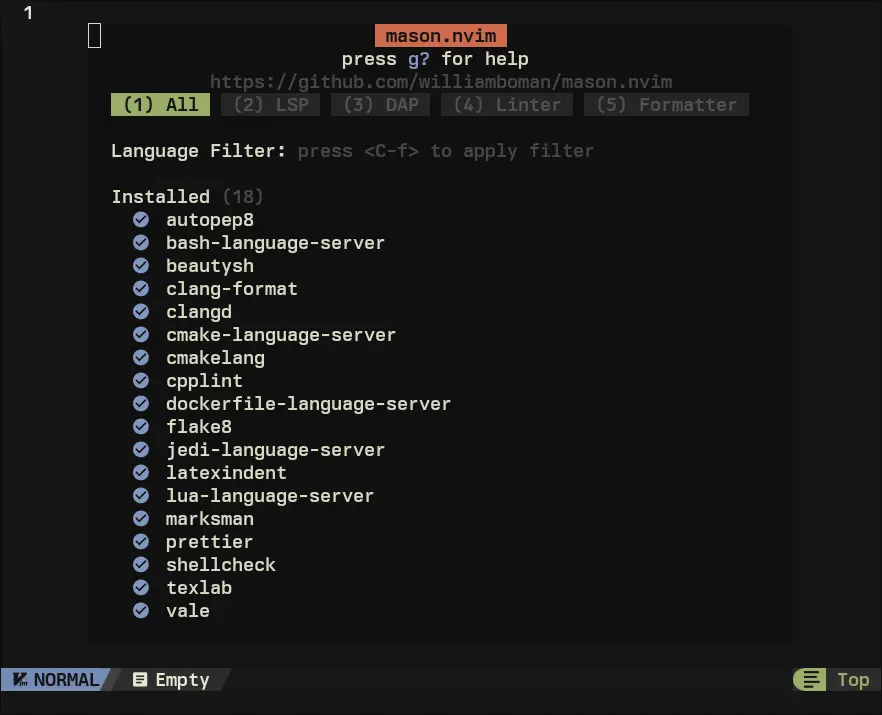 1
mason.nvim
press g? for help
https://github.com/williamboman/mason.nvim
(1) All (2) LSP (3) DAP (4) Linter (5) Formatter
Language Filter: press <C-f> to apply filter
Installed (18)
autopep8
bash-language-server
beautysh
clang-format
clangd
cmake-language-server
cmakelang
cpplint
dockerfile-language-server
flake8
jedi-language-server
latexindent
lua-language-server
marksman
prettier
shellcheck
texlab
vale
NORMAL Empty Top